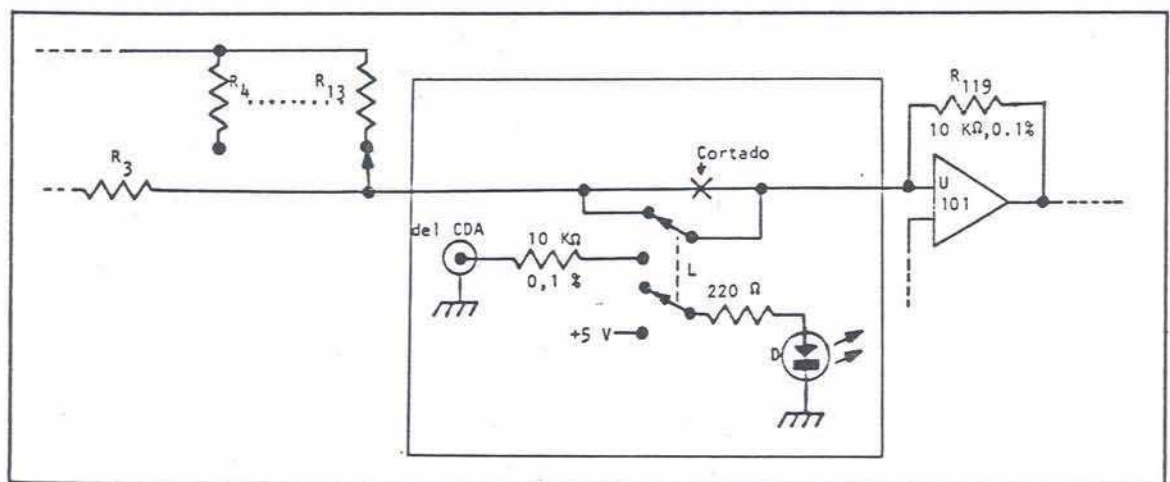 R4
R13
R119
10 KΩ,0.1%
R3
Cortado
U
101
del CDA
10 KΩ
0,1 %
L
220 Ω
+5 V
D